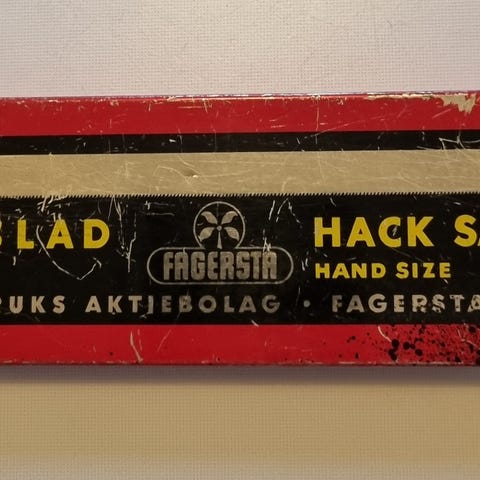 BLAD
FAGERSTA
HACK SA
HAND SIZE
RUKS AKTIEBOLAG · FAGERSTA